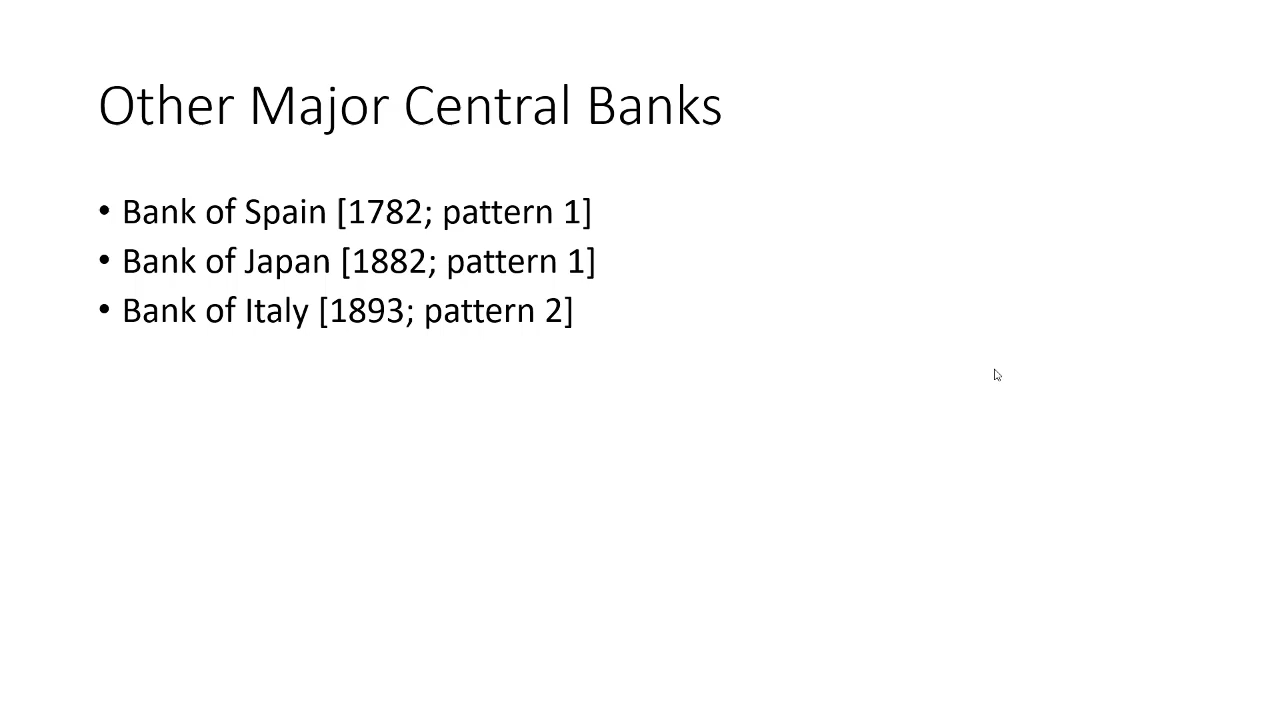 Other Major Central Banks
• Bank of Spain [1782; pattern 1]
• Bank of Japan [1882; pattern 1]
• Bank of Italy [1893; pattern 2]